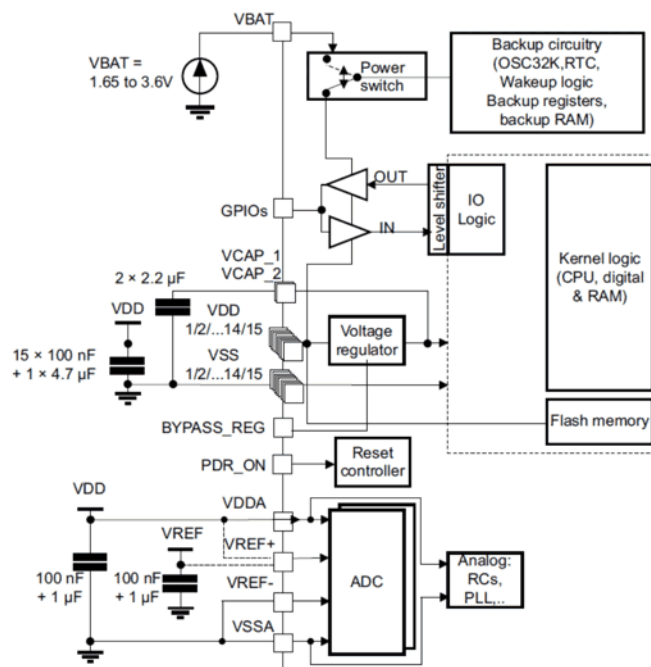 VBAT
VBAT =
1.65 to 3.6V
Power
switch
Backup circuitry
(OSC32K,RTC,
Wakeup logic
Backup registers,
backup RAM)
OUT
GPIOs
IN
Level shifter
IO
Logic
Kernel logic
(CPU, digital
& RAM)
VCAP_1
VCAP_2
2 × 2.2 µF
VDD
VDD
1/2/...14/15
Voltage
regulator
15 × 100 nF
+ 1 × 4.7 µF
VSS
1/2/...14/15
Flash memory
BYPASS_REG
PDR_ON
Reset
controller
VDD
VDDA
VREF
VREF+
ADC
Analog:
RCs,
PLL,..
100 nF
+ 1 µF
100 nF
+ 1 µF
VREF-
VSSA